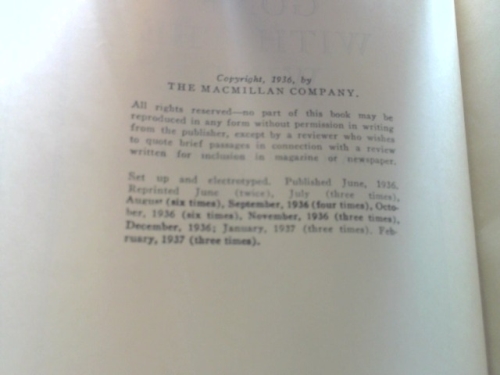 GO
WITH
W
Copyright, 1936, by
THE MACMILLAN COMPANY.
All rights reserved—no part of this book may be
reproduced in any form without permission in writing
from the publisher, except by a reviewer who wishes
to quote brief passages in connection with a review
written for inclusion in magazine or newspaper.
Set up and electrotyped. Published June, 1936.
Reprinted June (twice), July (three times),
August (six times), September, 1936 (four times), Octo-
ber, 1936 (six times), November, 1936 (three times),
December, 1936; January, 1937 (three times). Feb-
ruary, 1937 (three times).